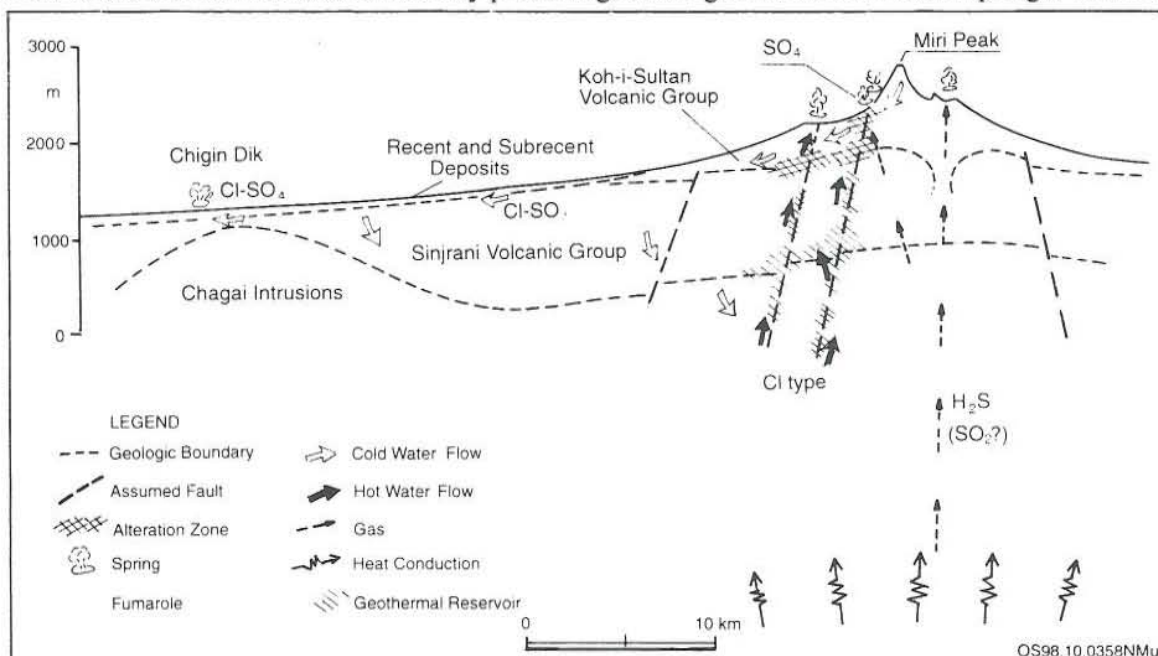 3000
m
2000
1000
0
Miri Peak
SO₄
Koh-i-Sultan
Volcanic Group
Recent and Subrecent
Deposits
Chigin Dik
Cl-SO₄
Cl-SO
Sinjrani Volcanic Group
Chagai Intrusions
Cl type
H₂S
(SO₂?)
LEGEND
Geologic Boundary
Assumed Fault
Alteration Zone
Spring
Fumarole
Cold Water Flow
Hot Water Flow
Gas
Heat Conduction
Geothermal Reservoir
0 10 km
OS98.10.0358NMu